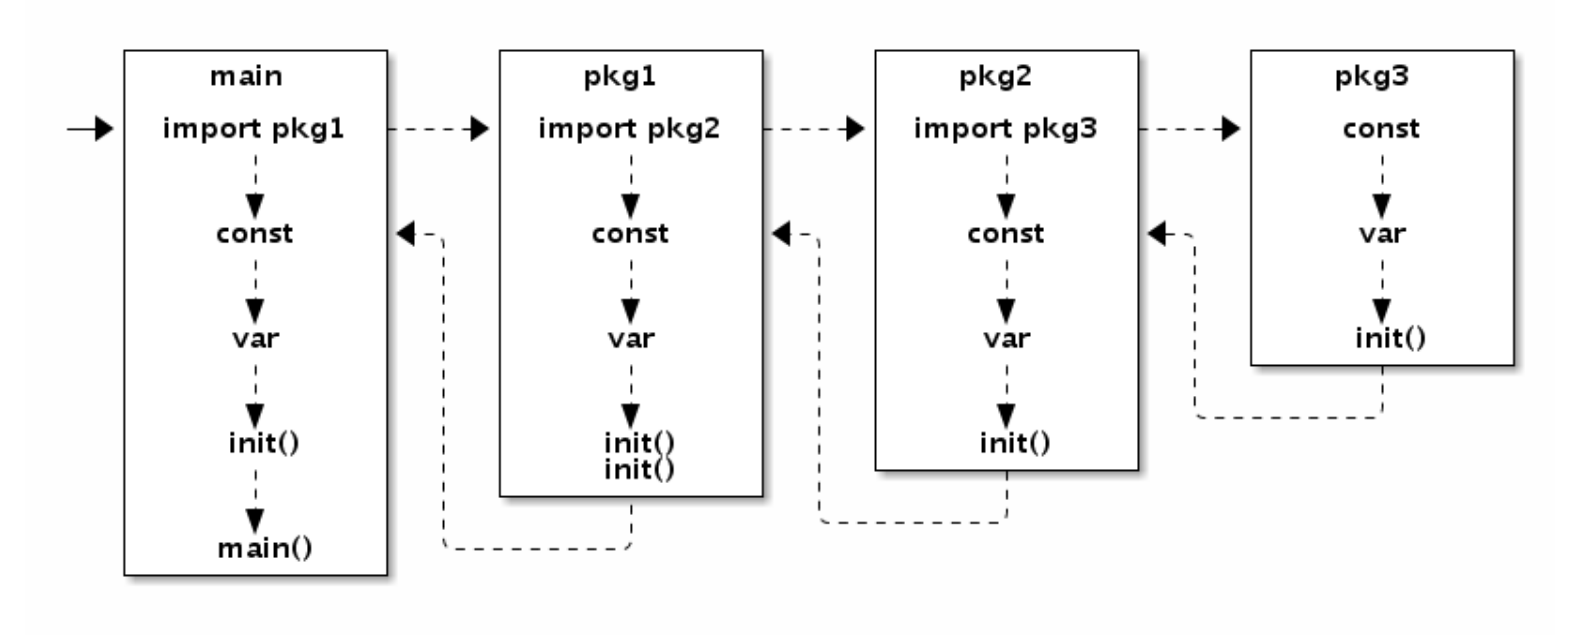 main
import pkg1
const
var
init()
main()
pkg1
import pkg2
const
var
init()
init()
pkg2
import pkg3
const
var
init()
pkg3
const
var
init()